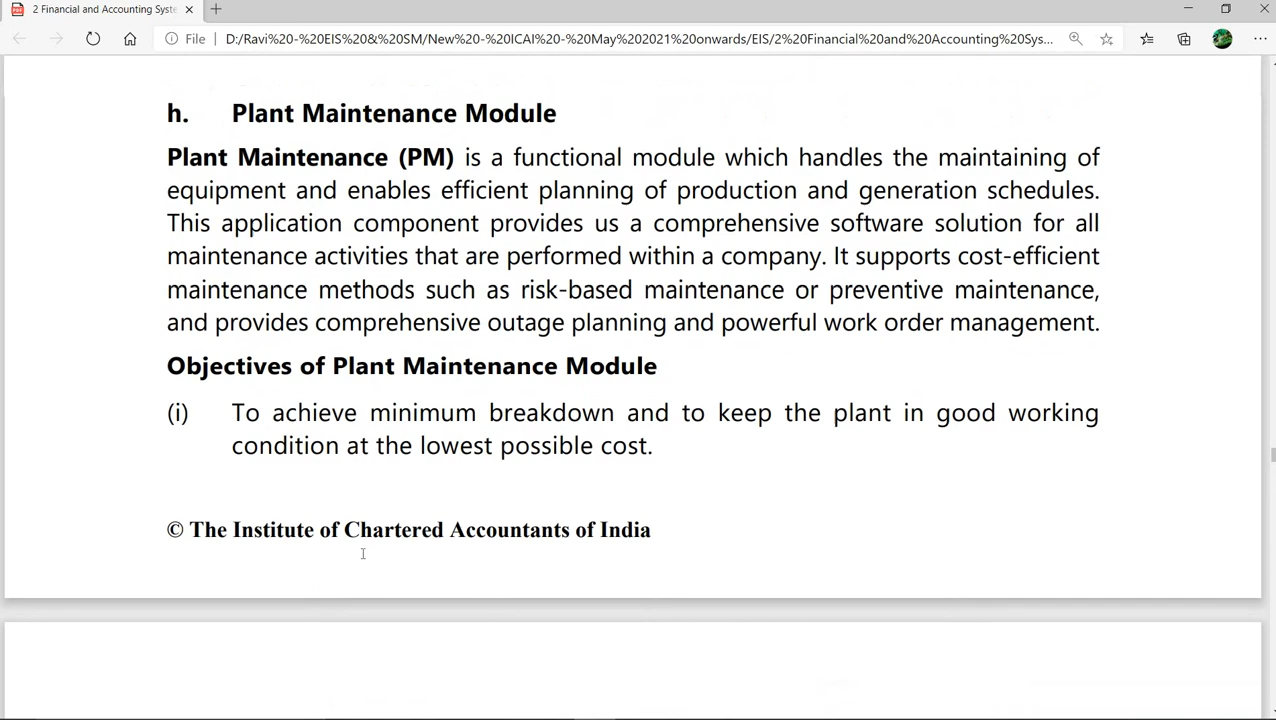 2 Financial and Accounting Syste
File
D:/Ravi%20-%20EIS%20&%20SM/New%20-%20ICAI%20-%20May%202021%20onwards/EIS/2%20Financial%20and%20Accounting%20Sys...
h. Plant Maintenance Module
Plant Maintenance (PM) is a functional module which handles the maintaining of
equipment and enables efficient planning of production and generation schedules.
This application component provides us a comprehensive software solution for all
maintenance activities that are performed within a company. It supports cost-efficient
maintenance methods such as risk-based maintenance or preventive maintenance,
and provides comprehensive outage planning and powerful work order management.
Objectives of Plant Maintenance Module
(i) To achieve minimum breakdown and to keep the plant in good working
condition at the lowest possible cost.
© The Institute of Chartered Accountants of India